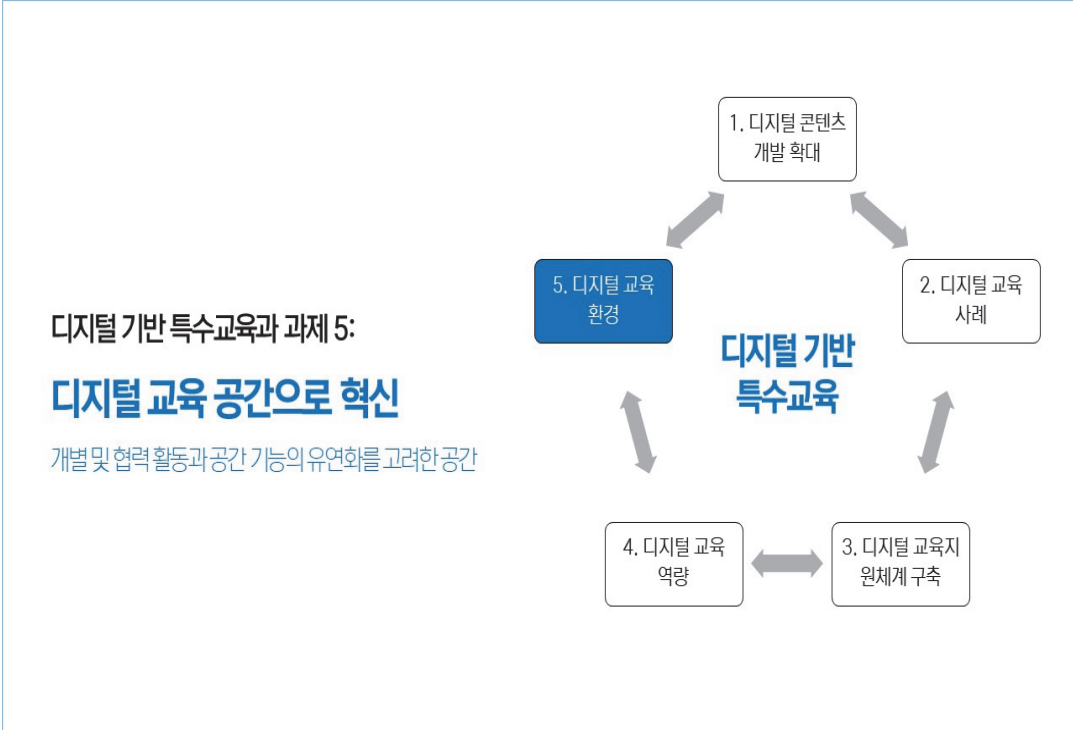 디지털 기반 특수교육과 과제 5:
디지털 교육 공간으로 혁신
개별 및 협력 활동과 공간 기능의 유연화를 고려한 공간
1. 디지털 콘텐츠
개발 확대
5. 디지털 교육
환경
2. 디지털 교육
사례
디지털 기반
특수교육
4. 디지털 교육
역량
3. 디지털 교육지
원체계 구축